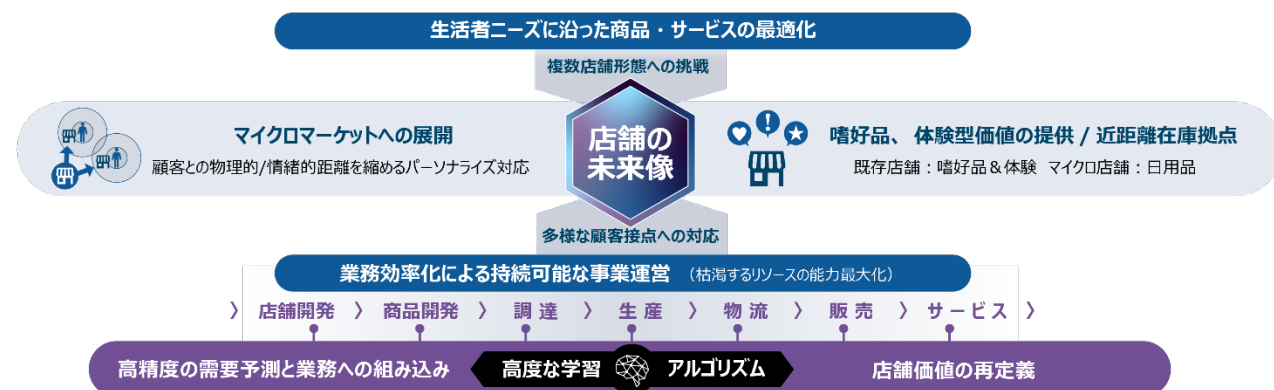 生活者ニーズに沿った商品・サービスの最適化
複数店舗形態への挑戦
マイクロマーケットへの展開
顧客との物理的/情緒的距離を縮めるパーソナライズ対応
店舗の
未来像
嗜好品、体験型価値の提供 / 近距離在庫拠点
既存店舗：嗜好品＆体験 マイクロ店舗：日用品
多様な顧客接点への対応
業務効率化による持続可能な事業運営 （枯渇するリソースの能力最大化）
〉 店舗開発 〉 商品開発 〉 調達 〉 生産 〉 物流 〉 販売 〉 サービス 〉
高精度の需要予測と業務への組み込み 高度な学習 アルゴリズム 店舗価値の再定義